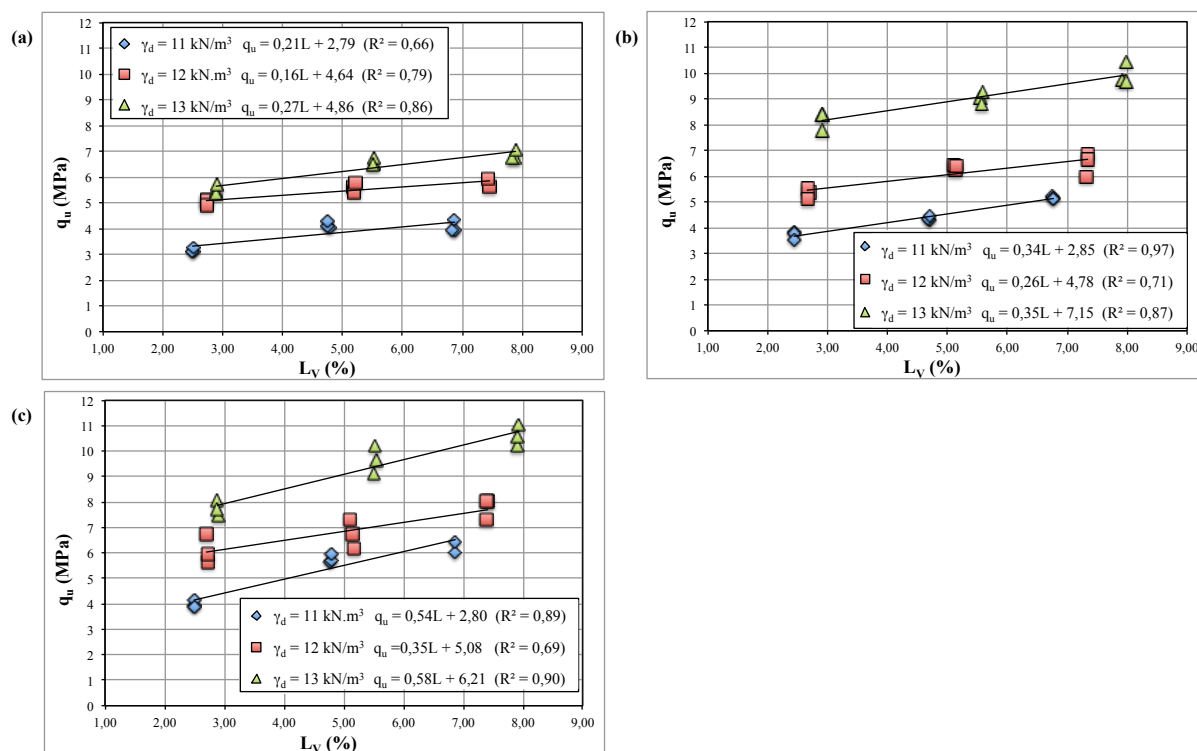 (a)
12
11
10
9
8
7
6
5
4
3
2
1
0
qu (MPa)
γd = 11 kN/m³ qu = 0,21L + 2,79 (R² = 0,66)
γd = 12 kN.m³ qu = 0,16L + 4,64 (R² = 0,79)
γd = 13 kN/m³ qu = 0,27L + 4,86 (R² = 0,86)
1,00 2,00 3,00 4,00 5,00 6,00 7,00 8,00 9,00
LV (%)
(b)
12
11
10
9
8
7
6
5
4
3
2
1
0
qu (MPa)
γd = 11 kN/m³ qu = 0,34L + 2,85 (R² = 0,97)
γd = 12 kN/m³ qu = 0,26L + 4,78 (R² = 0,71)
γd = 13 kN/m³ qu = 0,35L + 7,15 (R² = 0,87)
1,00 2,00 3,00 4,00 5,00 6,00 7,00 8,00 9,00
LV (%)
(c)
12
11
10
9
8
7
6
5
4
3
2
1
0
qu (MPa)
γd = 11 kN.m³ qu = 0,54L + 2,80 (R² = 0,89)
γd = 12 kN/m³ qu =0,35L + 5,08 (R² = 0,69)
γd = 13 kN/m³ qu = 0,58L + 6,21 (R² = 0,90)
1,00 2,00 3,00 4,00 5,00 6,00 7,00 8,00 9,00
LV (%)